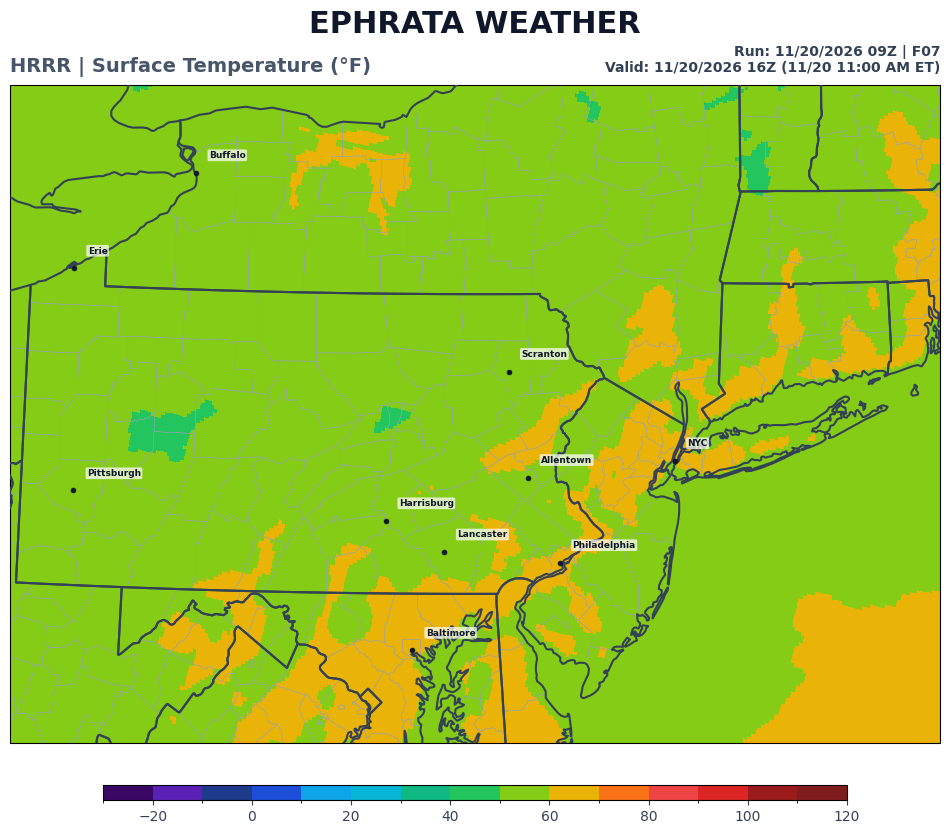 EPHRATA WEATHER
HRRR | Surface Temperature (°F)
Run: 11/20/2026 09Z | F07
Valid: 11/20/2026 16Z (11/20 11:00 AM ET)
Buffalo
Erie
Scranton
NYC
Pittsburgh
Allentown
Harrisburg
Lancaster
Philadelphia
Baltimore
−20 0 20 40 60 80 100 120